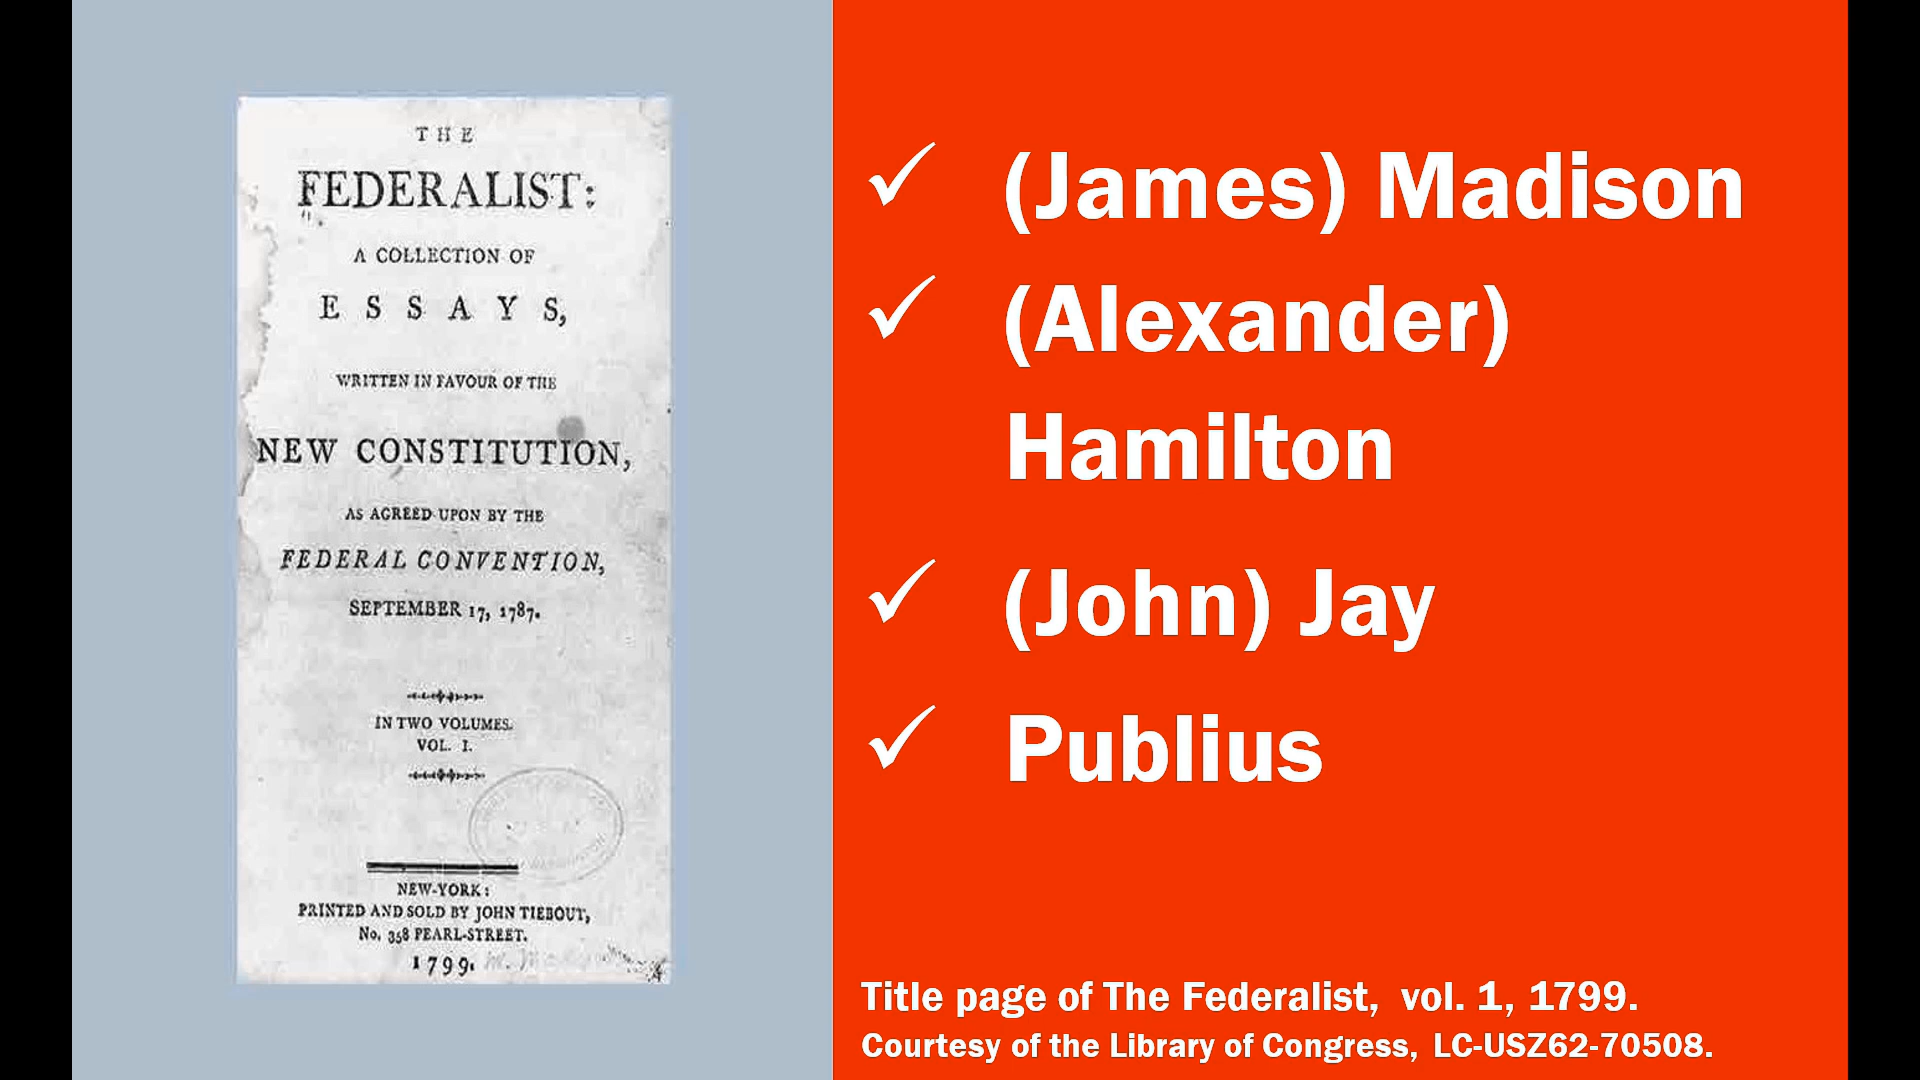 THE
FEDERALIST:
A COLLECTION OF
ESSAYS,
WRITTEN IN FAVOUR OF THE
NEW CONSTITUTION,
AS AGREED UPON BY THE
FEDERAL CONVENTION,
SEPTEMBER 17, 1787.
IN TWO VOLUMES.
VOL. I.
NEW-YORK:
PRINTED AND SOLD BY JOHN TIEBOUT,
No. 358 PEARL-STREET.
1799.
(James) Madison
(Alexander)
Hamilton
(John) Jay
Publius
Title page of The Federalist, vol. 1, 1799.
Courtesy of the Library of Congress, LC-USZ62-70508.